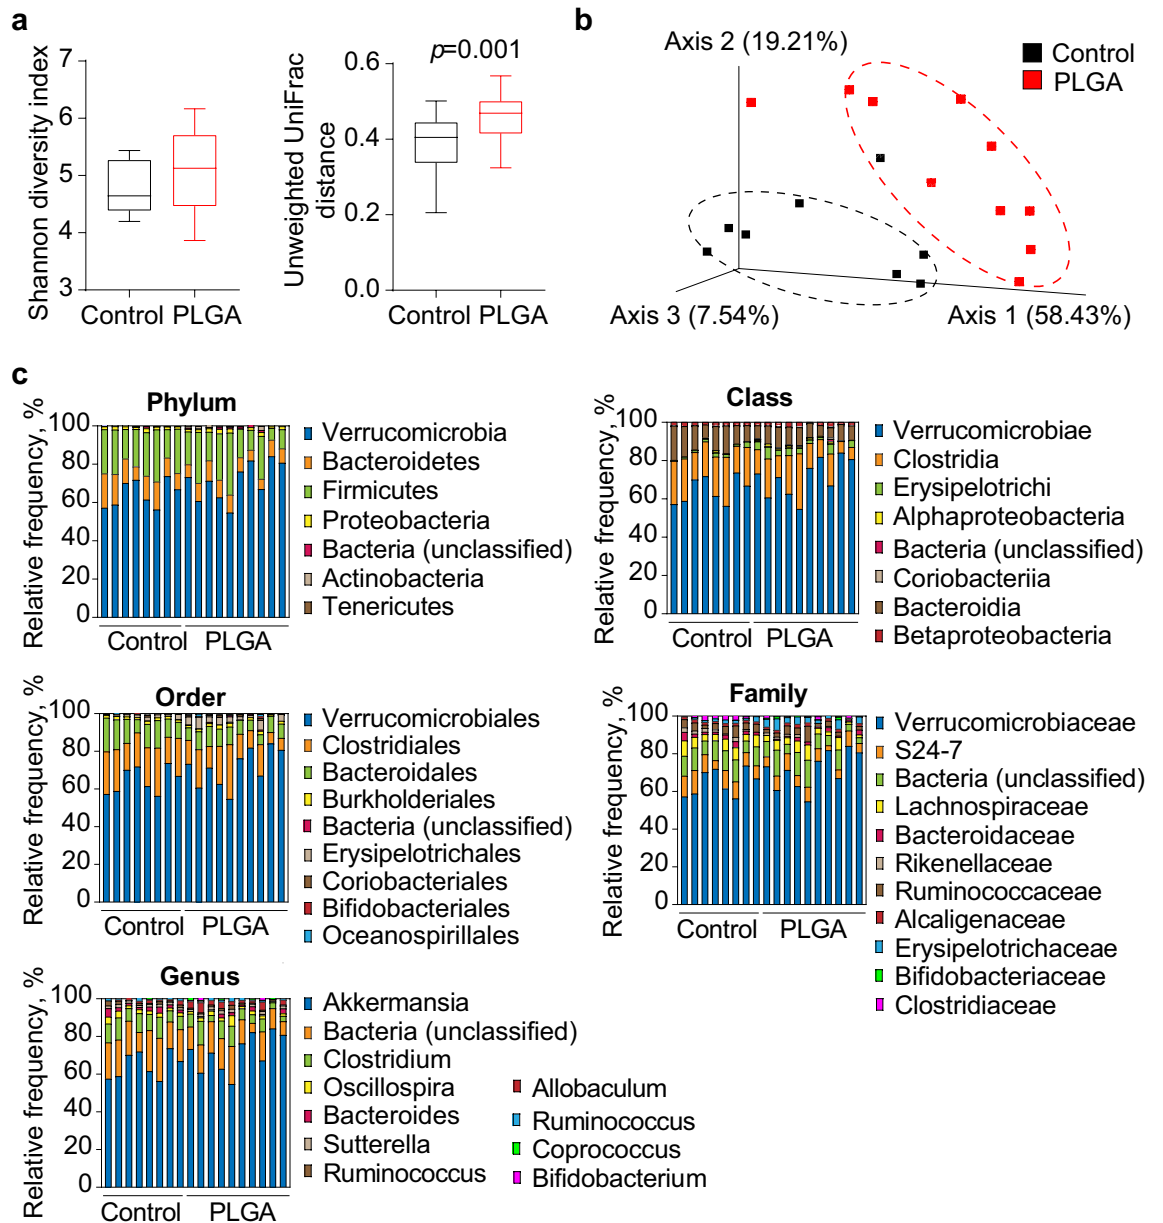 a
Shannon diversity index
7
6
5
4
3
Control PLGA
Unweighted UniFrac
distance
p=0.001
0.6
0.4
0.2
0.0
Control PLGA
b
Axis 2 (19.21%)
Control
PLGA
Axis 3 (7.54%)
Axis 1 (58.43%)
c
Phylum
Relative frequency, %
100
80
60
40
20
0
Control PLGA
Verrucomicrobia
Bacteroidetes
Firmicutes
Proteobacteria
Bacteria (unclassified)
Actinobacteria
Tenericutes
Class
Relative frequency, %
100
80
60
40
20
0
Control PLGA
Verrucomicrobiae
Clostridia
Erysipelotrichi
Alphaproteobacteria
Bacteria (unclassified)
Coriobacteriia
Bacteroidia
Betaproteobacteria
Order
Relative frequency, %
100
80
60
40
20
0
Control PLGA
Verrucomicrobiales
Clostridiales
Bacteroidales
Burkholderiales
Bacteria (unclassified)
Erysipelotrichales
Coriobacteriales
Bifidobacteriales
Oceanospirillales
Family
Relative frequency, %
100
80
60
40
20
0
Control PLGA
Verrucomicrobiaceae
S24-7
Bacteria (unclassified)
Lachnospiraceae
Bacteroidaceae
Rikenellaceae
Ruminococcaceae
Alcaligenaceae
Erysipelotrichaceae
Bifidobacteriaceae
Clostridiaceae
Genus
Relative frequency, %
100
80
60
40
20
0
Control PLGA
Akkermansia
Bacteria (unclassified)
Clostridium
Oscillospira
Bacteroides
Sutterella
Ruminococcus
Allobaculum
Ruminococcus
Coprococcus
Bifidobacterium